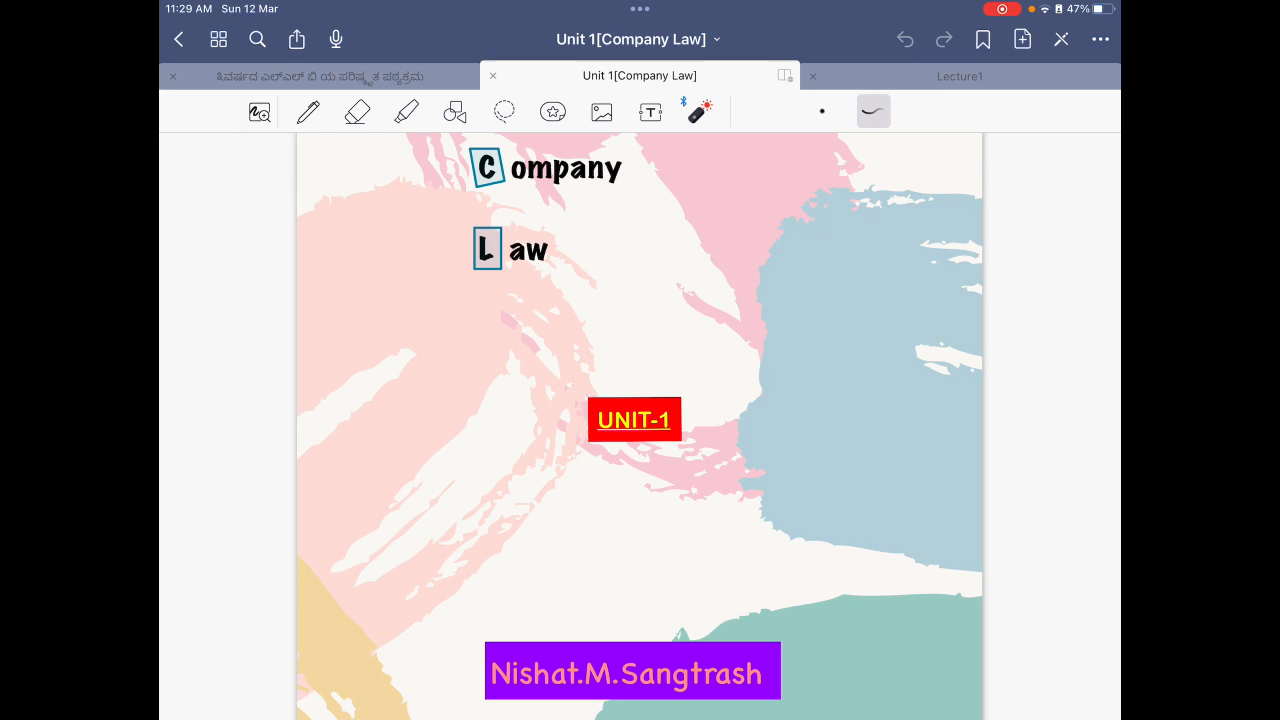 11:29 AM Sun 12 Mar
47%
Unit 1[Company Law]
೩ವರ್ಷದ ಎಲ್ಎಲ್ ಬಿ ಯ ಪರಿಷ್ಕೃತ ಪಠ್ಯಕ್ರಮ
Unit 1[Company Law]
Lecture1
Company
Law
UNIT-1
Nishat.M.Sangtrash